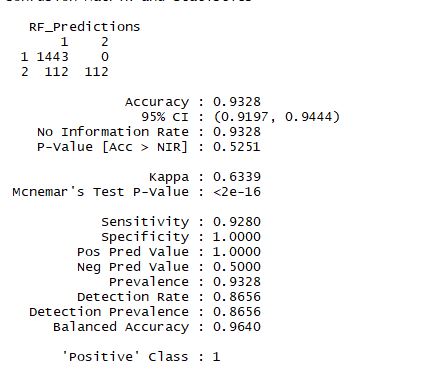 RF_Predictions
1 2
1 1443 0
2 112 112
Accuracy : 0.9328
95% CI : (0.9197, 0.9444)
No Information Rate : 0.9328
P-Value [Acc > NIR] : 0.5251
Kappa : 0.6339
Mcnemar's Test P-Value : <2e-16
Sensitivity : 0.9280
Specificity : 1.0000
Pos Pred Value : 1.0000
Neg Pred Value : 0.5000
Prevalence : 0.9328
Detection Rate : 0.8656
Detection Prevalence : 0.8656
Balanced Accuracy : 0.9640
'Positive' Class : 1